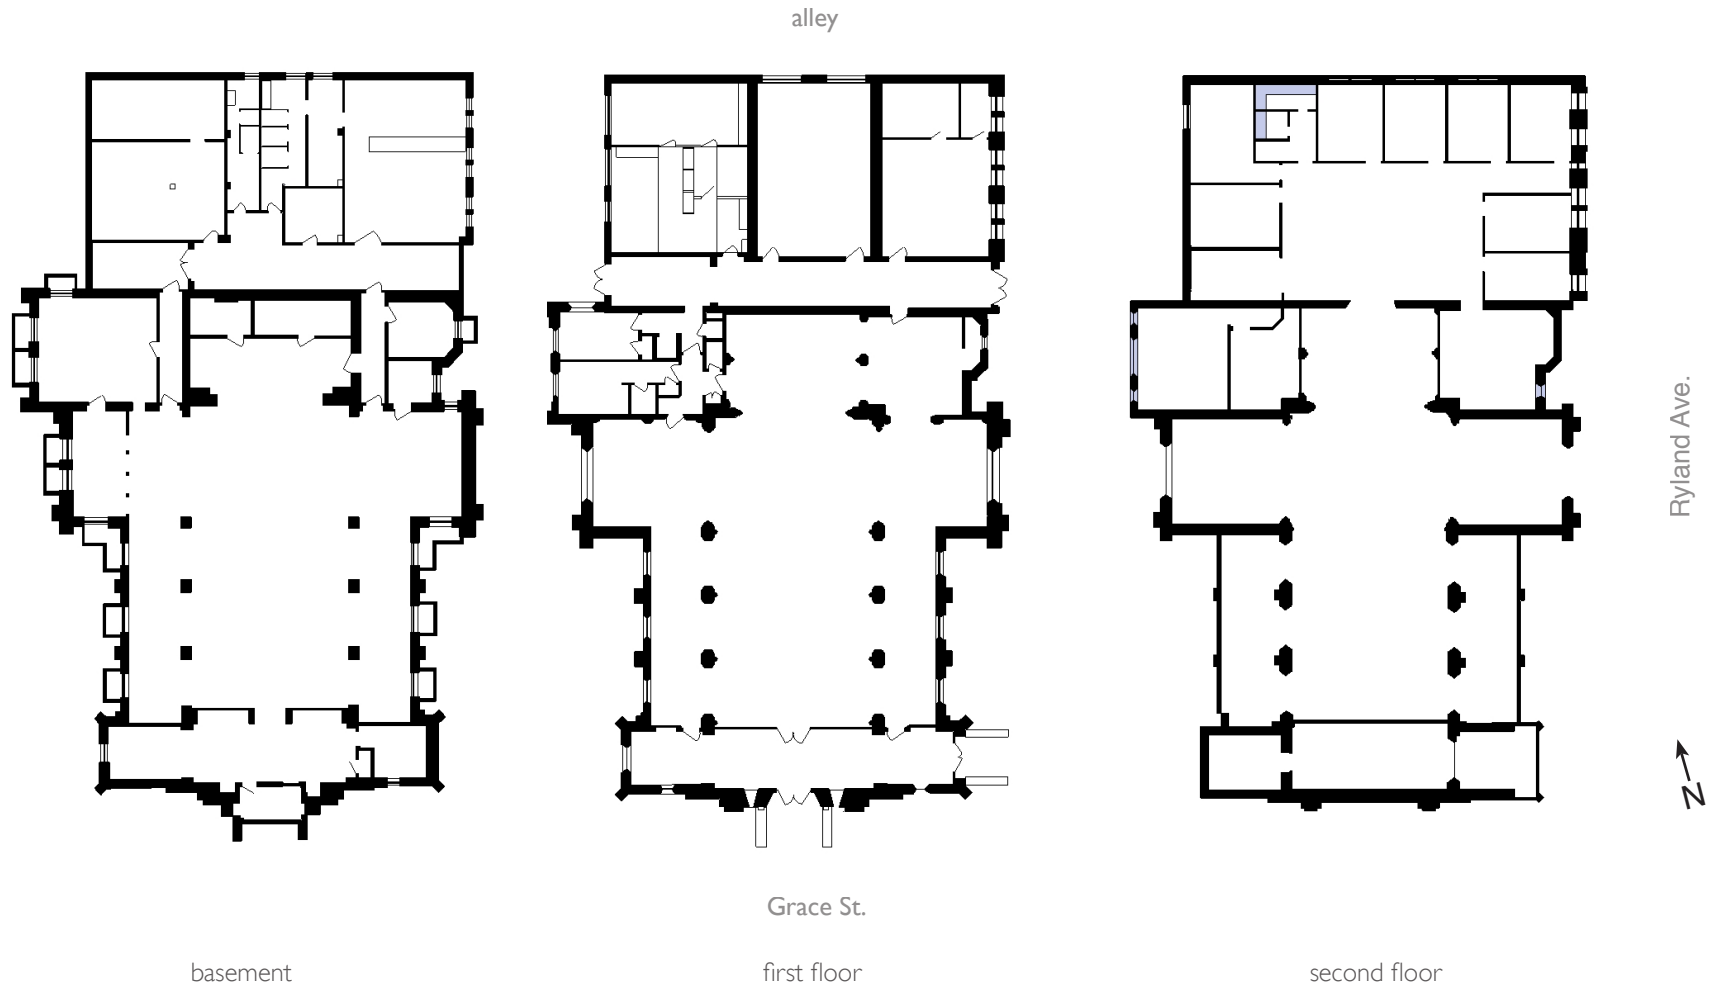 alley
Ryland Ave.
N
Grace St.
basement
first floor
second floor